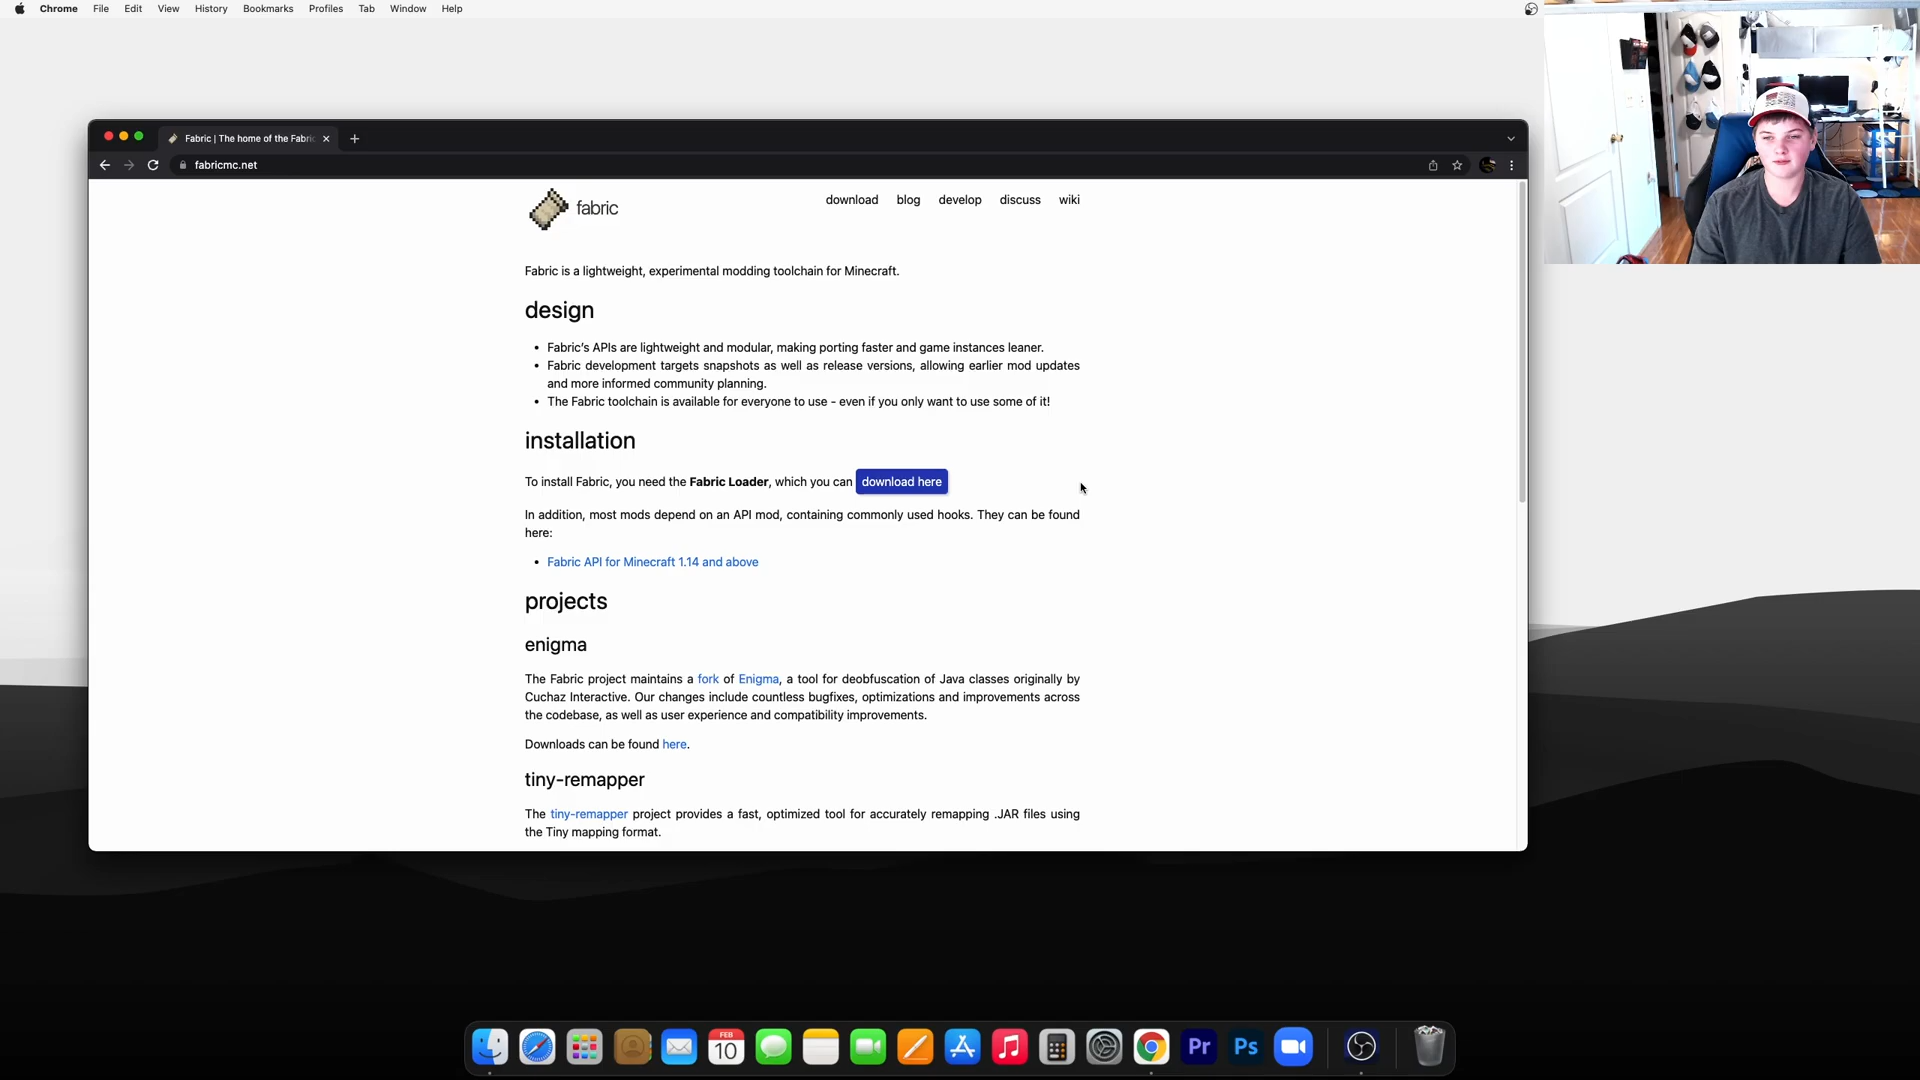 Chrome File Edit View History Bookmarks Profiles Tab Window Help
Fabric | The home of the Fabric
fabricmc.net
fabric
download blog develop discuss wiki
Fabric is a lightweight, experimental modding toolchain for Minecraft.
design
• Fabric's APIs are lightweight and modular, making porting faster and game instances leaner.
• Fabric development targets snapshots as well as release versions, allowing earlier mod updates
and more informed community planning.
• The Fabric toolchain is available for everyone to use - even if you only want to use some of it!
installation
To install Fabric, you need the Fabric Loader, which you can download here
In addition, most mods depend on an API mod, containing commonly used hooks. They can be found
here:
• Fabric API for Minecraft 1.14 and above
projects
enigma
The Fabric project maintains a fork of Enigma, a tool for deobfuscation of Java classes originally by
Cuchaz Interactive. Our changes include countless bugfixes, optimizations and improvements across
the codebase, as well as user experience and compatibility improvements.
Downloads can be found here.
tiny-remapper
The tiny-remapper project provides a fast, optimized tool for accurately remapping .JAR files using
the Tiny mapping format.
FEB
10
Pr
Ps